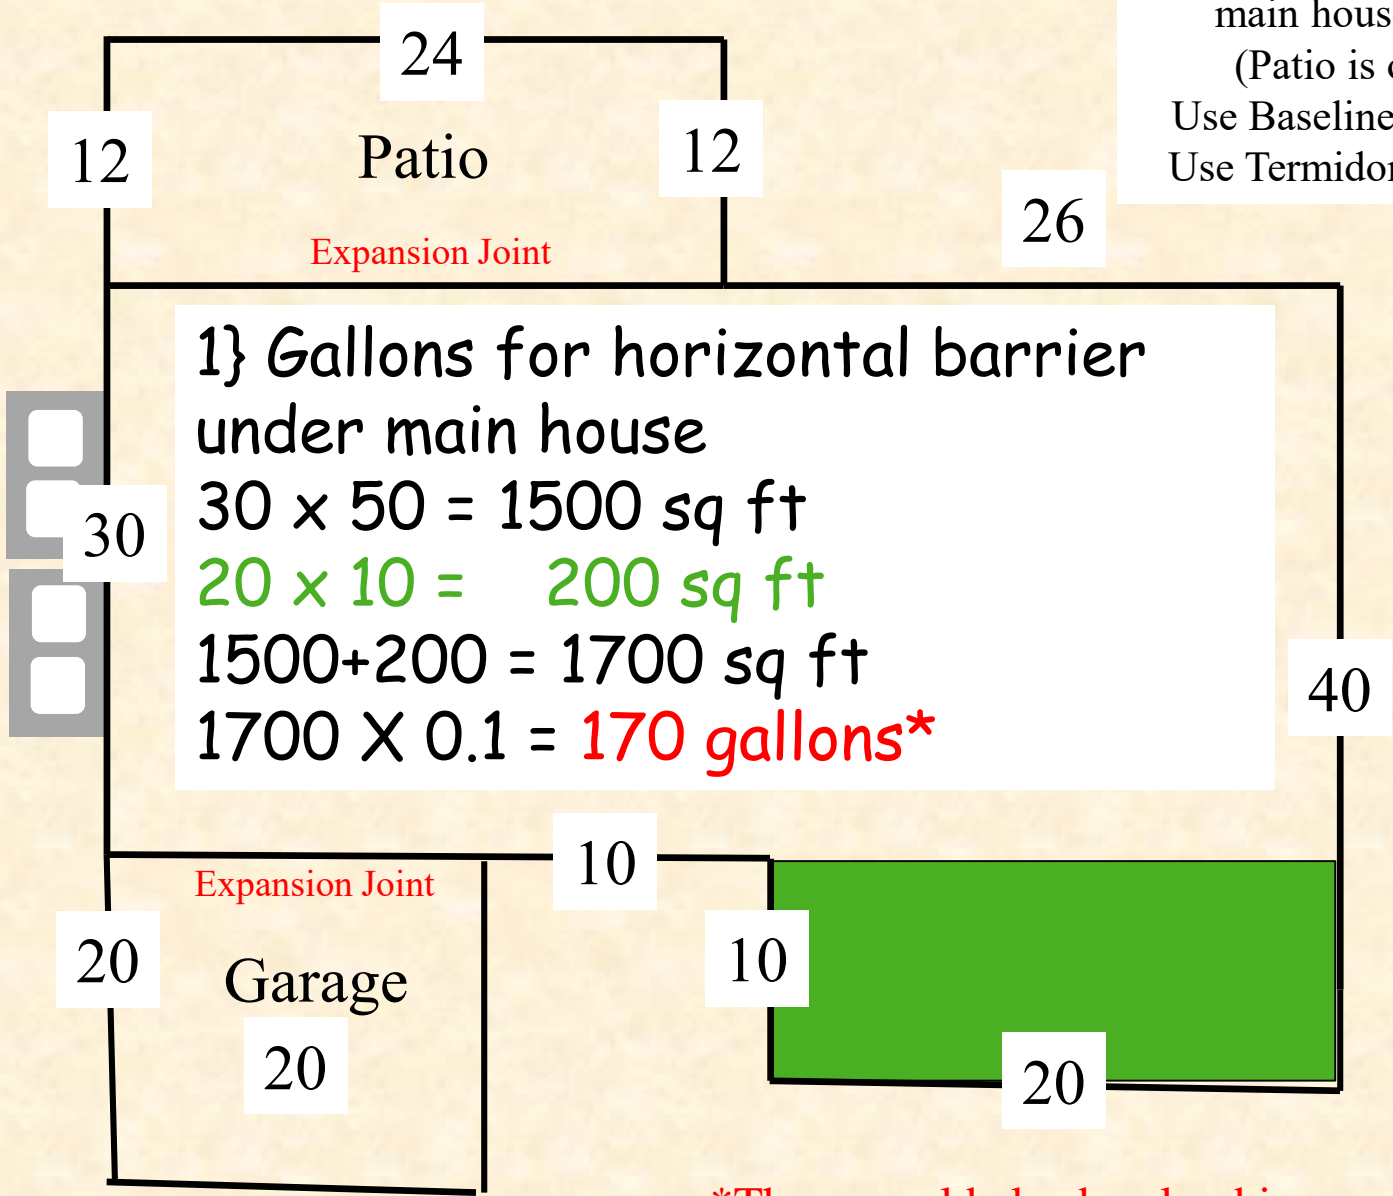 main hous
(Patio is
Use Baseline
Use Termidor
24
12
Patio
12
26
Expansion Joint
1} Gallons for horizontal barrier
under main house
30 x 50 = 1500 sq ft
20 x 10 = 200 sq ft
1500+200 = 1700 sq ft
1700 X 0.1 = 170 gallons*
30
40
10
Expansion Joint
20
Garage
10
20
20